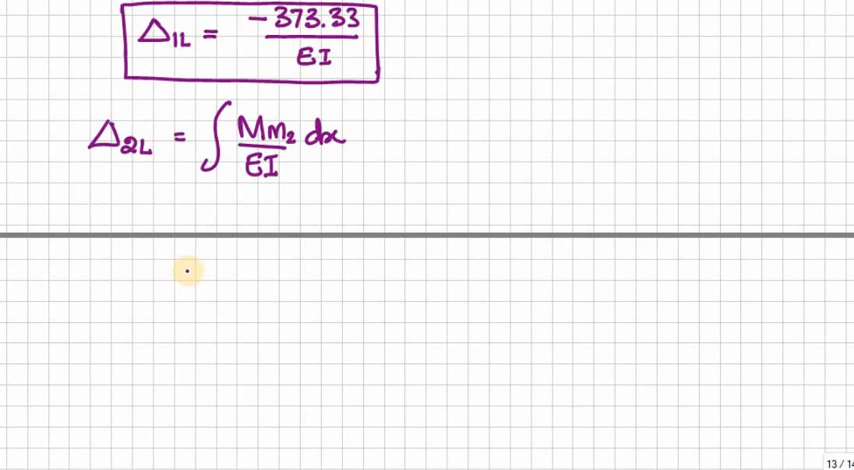 Δ₁L = -373.33 / EI
Δ₂L = ∫ Mm₂ / EI dx
13 / 14